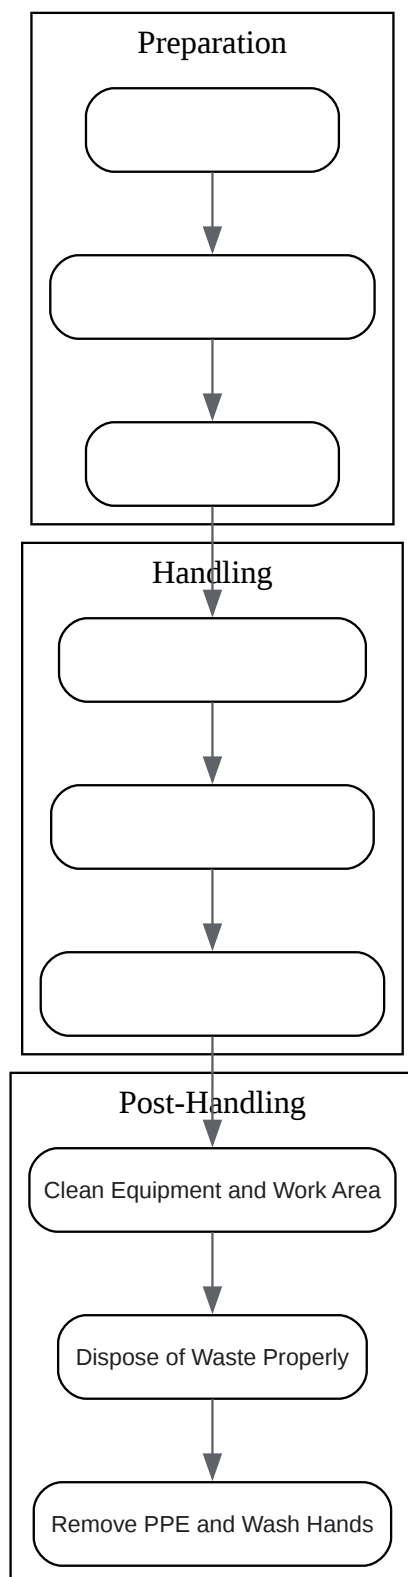 Preparation
Handling
Post-Handling
Clean Equipment and Work Area
Dispose of Waste Properly
Remove PPE and Wash Hands